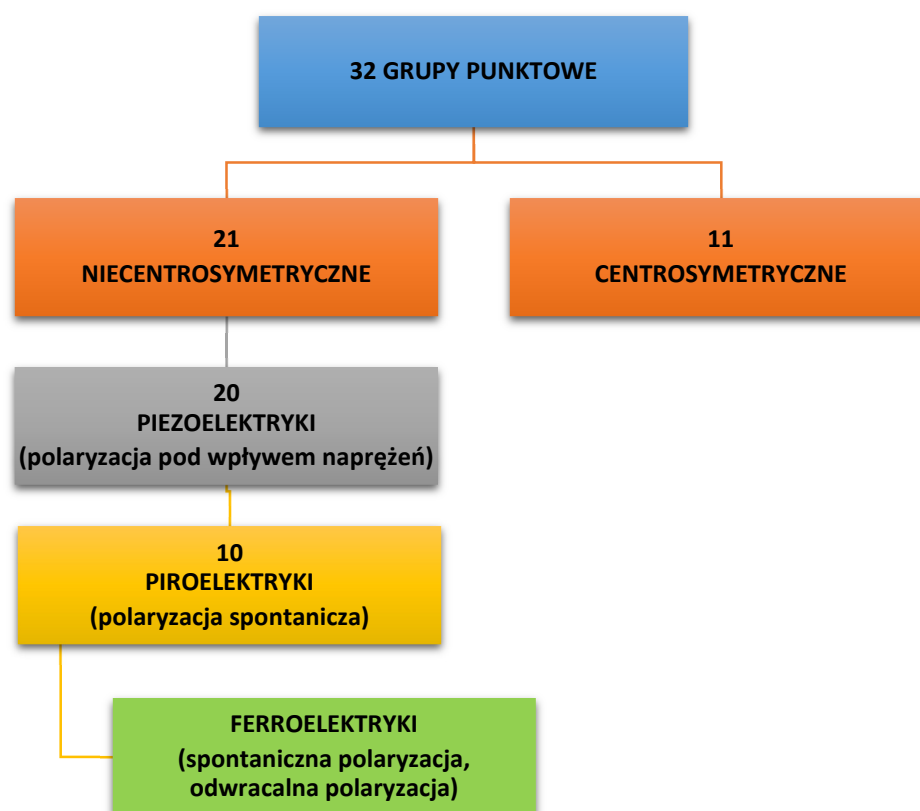 32 GRUPY PUNKTOWE
21
NIECENTROSYMETRYCZNE
11
CENTROSYMETRYCZNE
20
PIEZOELEKTRYKI
(polaryzacja pod wpływem naprężeń)
10
PIROELEKTRYKI
(polaryzacja spontanicza)
FERROELEKTRYKI
(spontaniczna polaryzacja,
odwracalna polaryzacja)